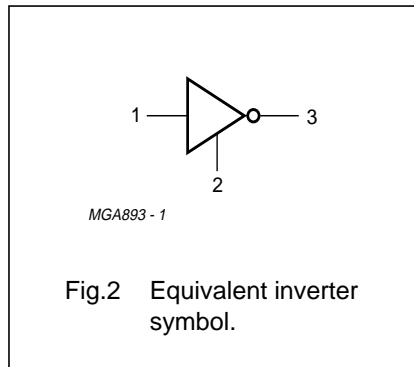 1
3
2
MGA893 - 1
Fig.2 Equivalent inverter
symbol.